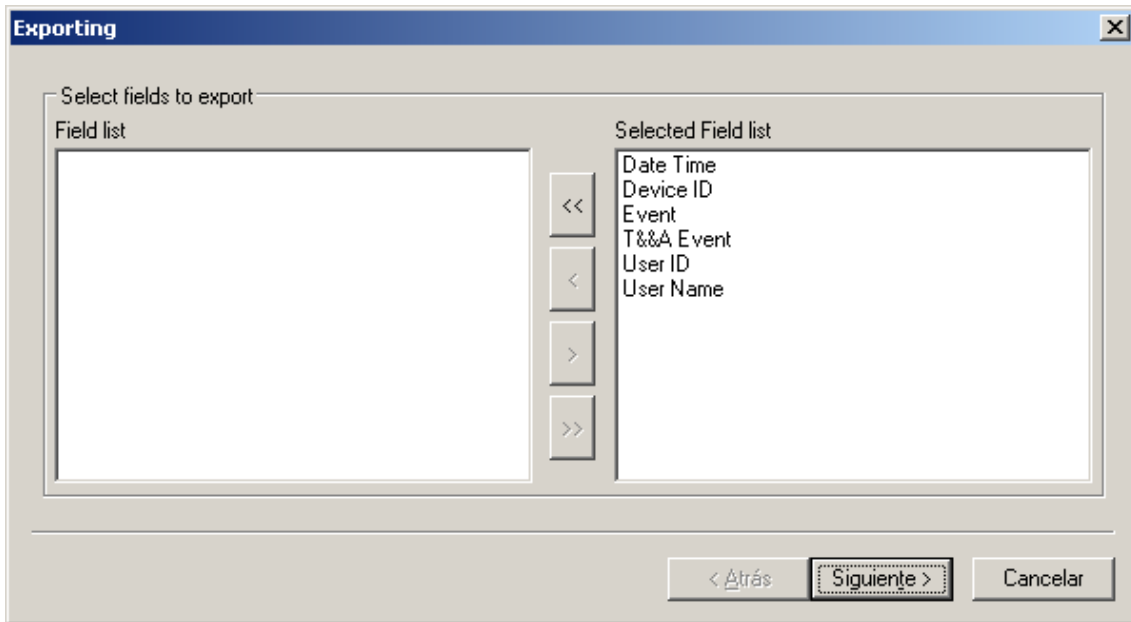 Exporting
Select fields to export
Field list
Selected Field list
Date Time
Device ID
Event
T&&A Event
User ID
User Name
<<
<
>
>>
< Atrás
Siguiente >
Cancelar